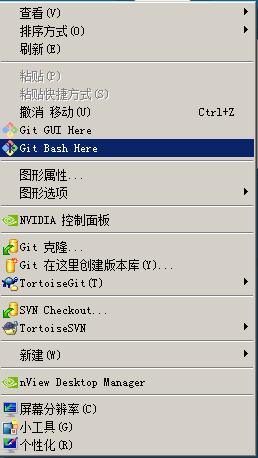 查看(V)
排序方式(O)
刷新(E)
粘贴(P)
粘贴快捷方式(S)
撤消 移动(U) Ctrl+Z
Git GUI Here
Git Bash Here
图形属性...
图形选项
NVIDIA 控制面板
Git 克隆...
Git 在这里创建版本库(Y)...
TortoiseGit(T)
SVN Checkout...
TortoiseSVN
新建(W)
nView Desktop Manager
屏幕分辨率(C)
小工具(G)
个性化(R)